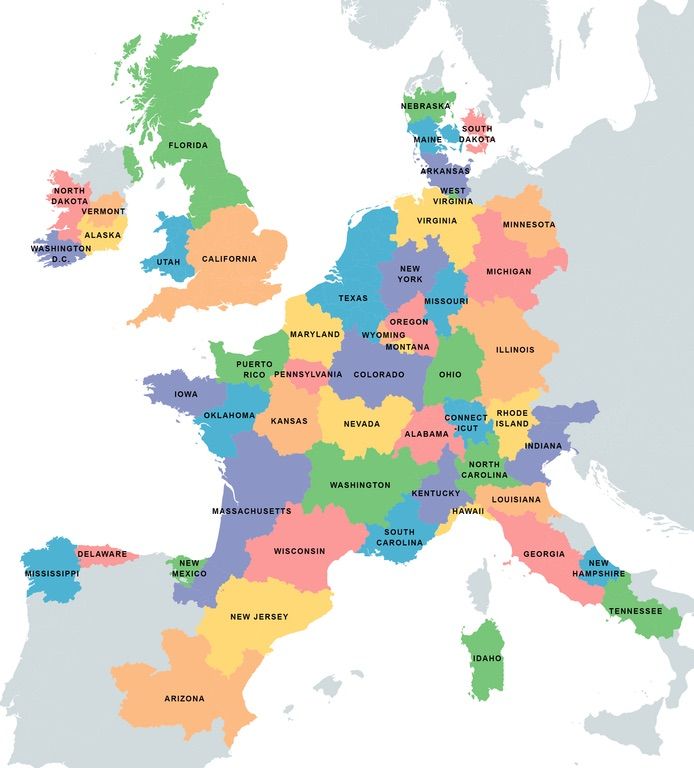 FLORIDA
NEBRASKA
MAINE
SOUTH
DAKOTA
ARKANSAS
WEST
VIRGINIA
NORTH
DAKOTA
VERMONT
ALASKA
WASHINGTON
D.C.
UTAH
CALIFORNIA
VIRGINIA
MINNESOTA
NEW
YORK
MICHIGAN
TEXAS
MISSOURI
OREGON
MARYLAND
WYOMING
MONTANA
ILLINOIS
PUERTO
RICO
PENNSYLVANIA
COLORADO
OHIO
IOWA
OKLAHOMA
KANSAS
NEVADA
ALABAMA
CONNECT
-ICUT
RHODE
ISLAND
INDIANA
WASHINGTON
KENTUCKY
NORTH
CAROLINA
LOUISIANA
MASSACHUSETTS
HAWAII
SOUTH
CAROLINA
WISCONSIN
GEORGIA
NEW
HAMPSHIRE
TENNESSEE
MISSISSIPPI
DELAWARE
NEW
MEXICO
NEW JERSEY
ARIZONA
IDAHO